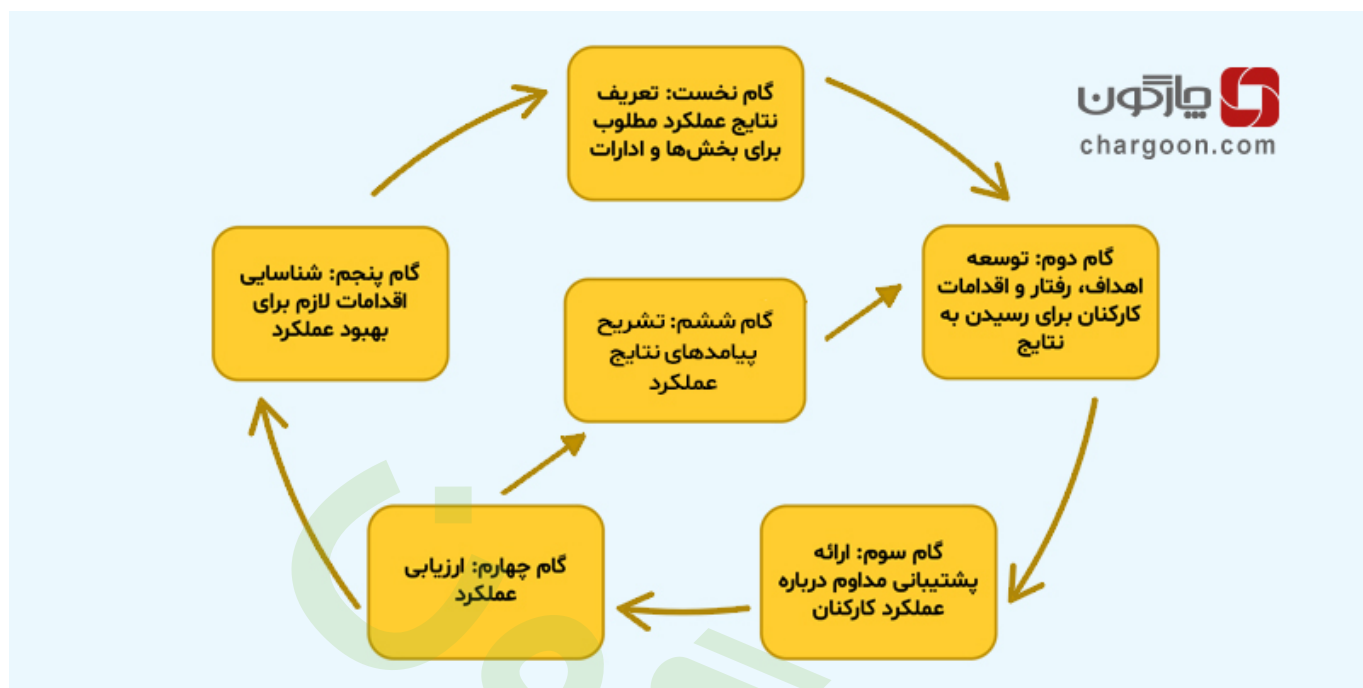 چارگون
chargoon.com
گام نخست: تعریف
نتایج عملکرد مطلوب
برای بخش‌ها و ادارات
گام دوم: توسعه
اهداف، رفتار و اقدامات
کارکنان برای رسیدن به
نتایج
گام سوم: ارائه
پشتیبانی مداوم درباره
عملکرد کارکنان
گام چهارم: ارزیابی
عملکرد
گام پنجم: شناسایی
اقدامات لازم برای
بهبود عملکرد
گام ششم: تشریح
پیامدهای نتایج
عملکرد